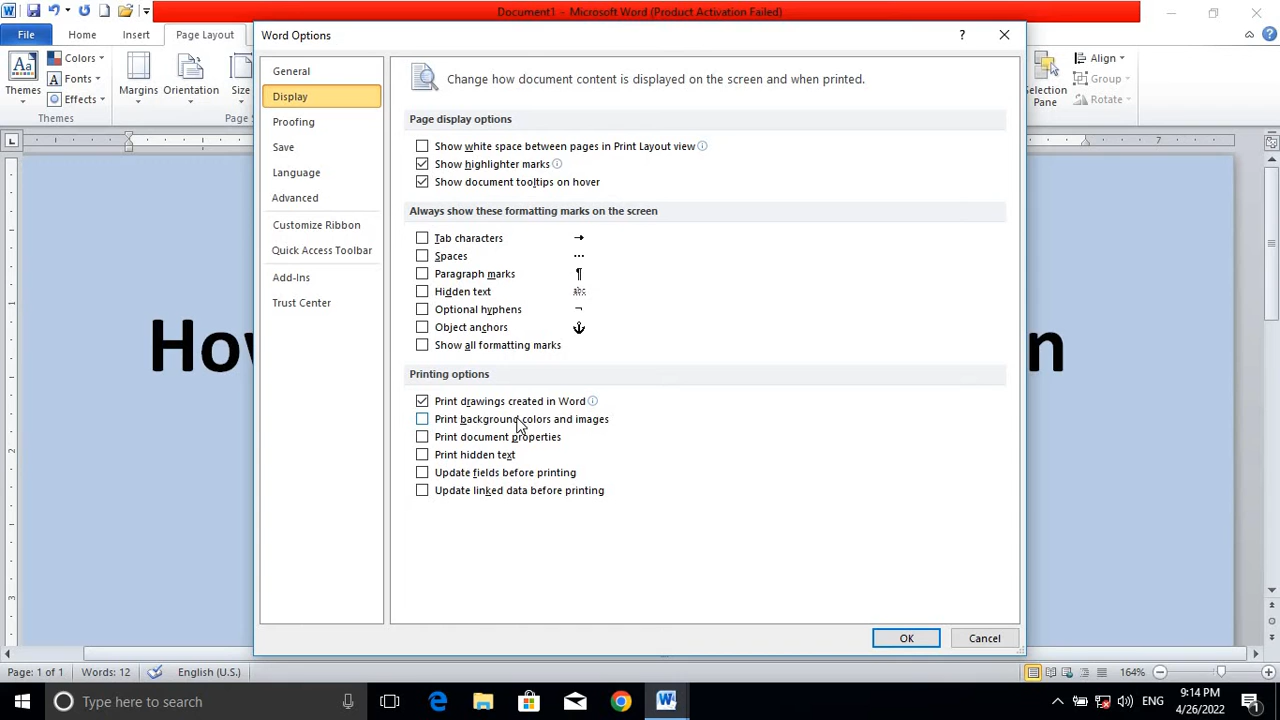 Document1 - Microsoft Word (Product Activation Failed)
File Home Insert Page Layout
Word Options
Themes
Colors
Fonts
Effects
Margins
Orientation
Size
Selection
Pane
Align
Group
Rotate
Themes
Page
General
Display
Proofing
Save
Language
Advanced
Customize Ribbon
Quick Access Toolbar
Add-Ins
Trust Center
Change how document content is displayed on the screen and when printed.
Page display options
Show white space between pages in Print Layout view
Show highlighter marks
Show document tooltips on hover
Always show these formatting marks on the screen
Tab characters →
Spaces ...
Paragraph marks ¶
Hidden text abc
Optional hyphens ¬
Object anchors
Show all formatting marks
Printing options
Print drawings created in Word
Print background colors and images
Print document properties
Print hidden text
Update fields before printing
Update linked data before printing
OK Cancel
7
1
2
3
Page: 1 of 1 Words: 12 English (U.S.) 164%
Type here to search
ENG
9:14 PM
4/26/2022
1